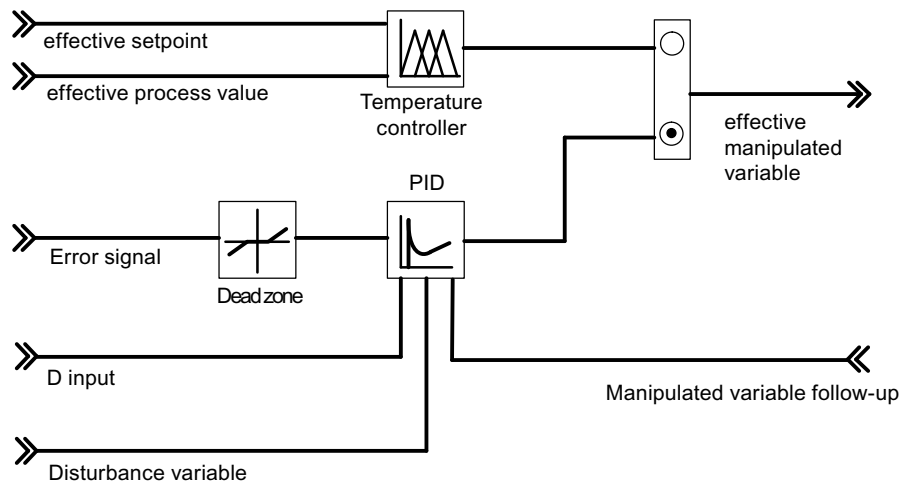 effective setpoint
effective process value
Temperature
controller
effective
manipulated
variable
PID
Error signal
Dead zone
D input
Manipulated variable follow-up
Disturbance variable